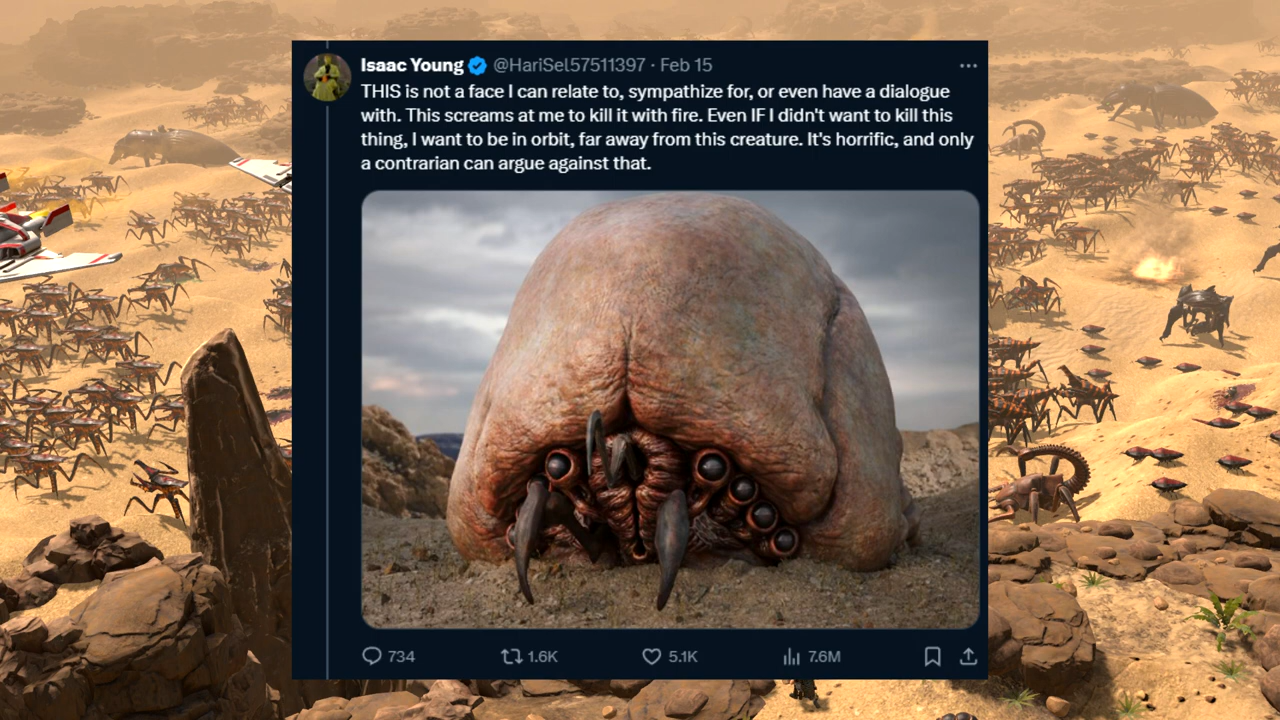 Isaac Young @HariSel57511397 · Feb 15
THIS is not a face I can relate to, sympathize for, or even have a dialogue
with. This screams at me to kill it with fire. Even IF I didn't want to kill this
thing, I want to be in orbit, far away from this creature. It's horrific, and only
a contrarian can argue against that.
734 1.6K 5.1K 7.6M